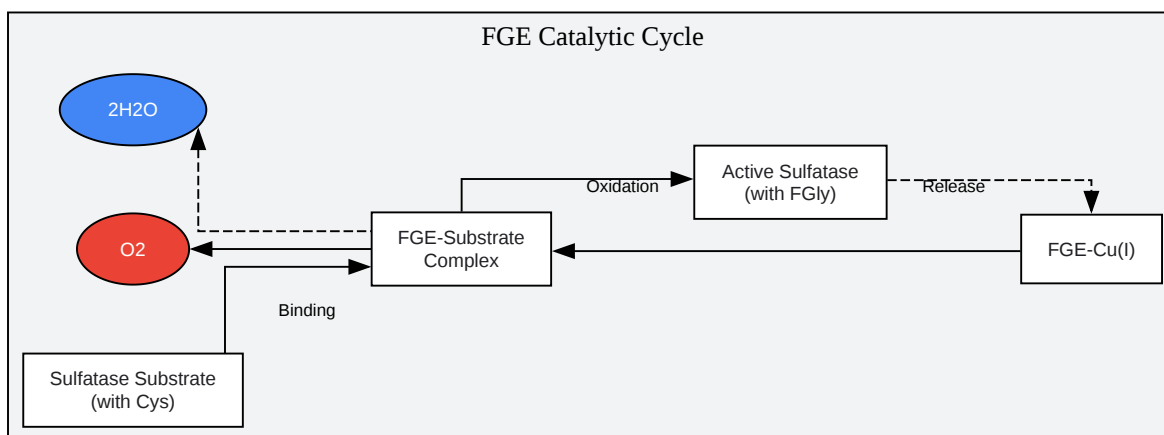 FGE Catalytic Cycle
2H2O
Oxidation
Active Sulfatase
(with FGly)
Release
O2
FGE-Substrate
Complex
FGE-Cu(I)
Binding
Sulfatase Substrate
(with Cys)